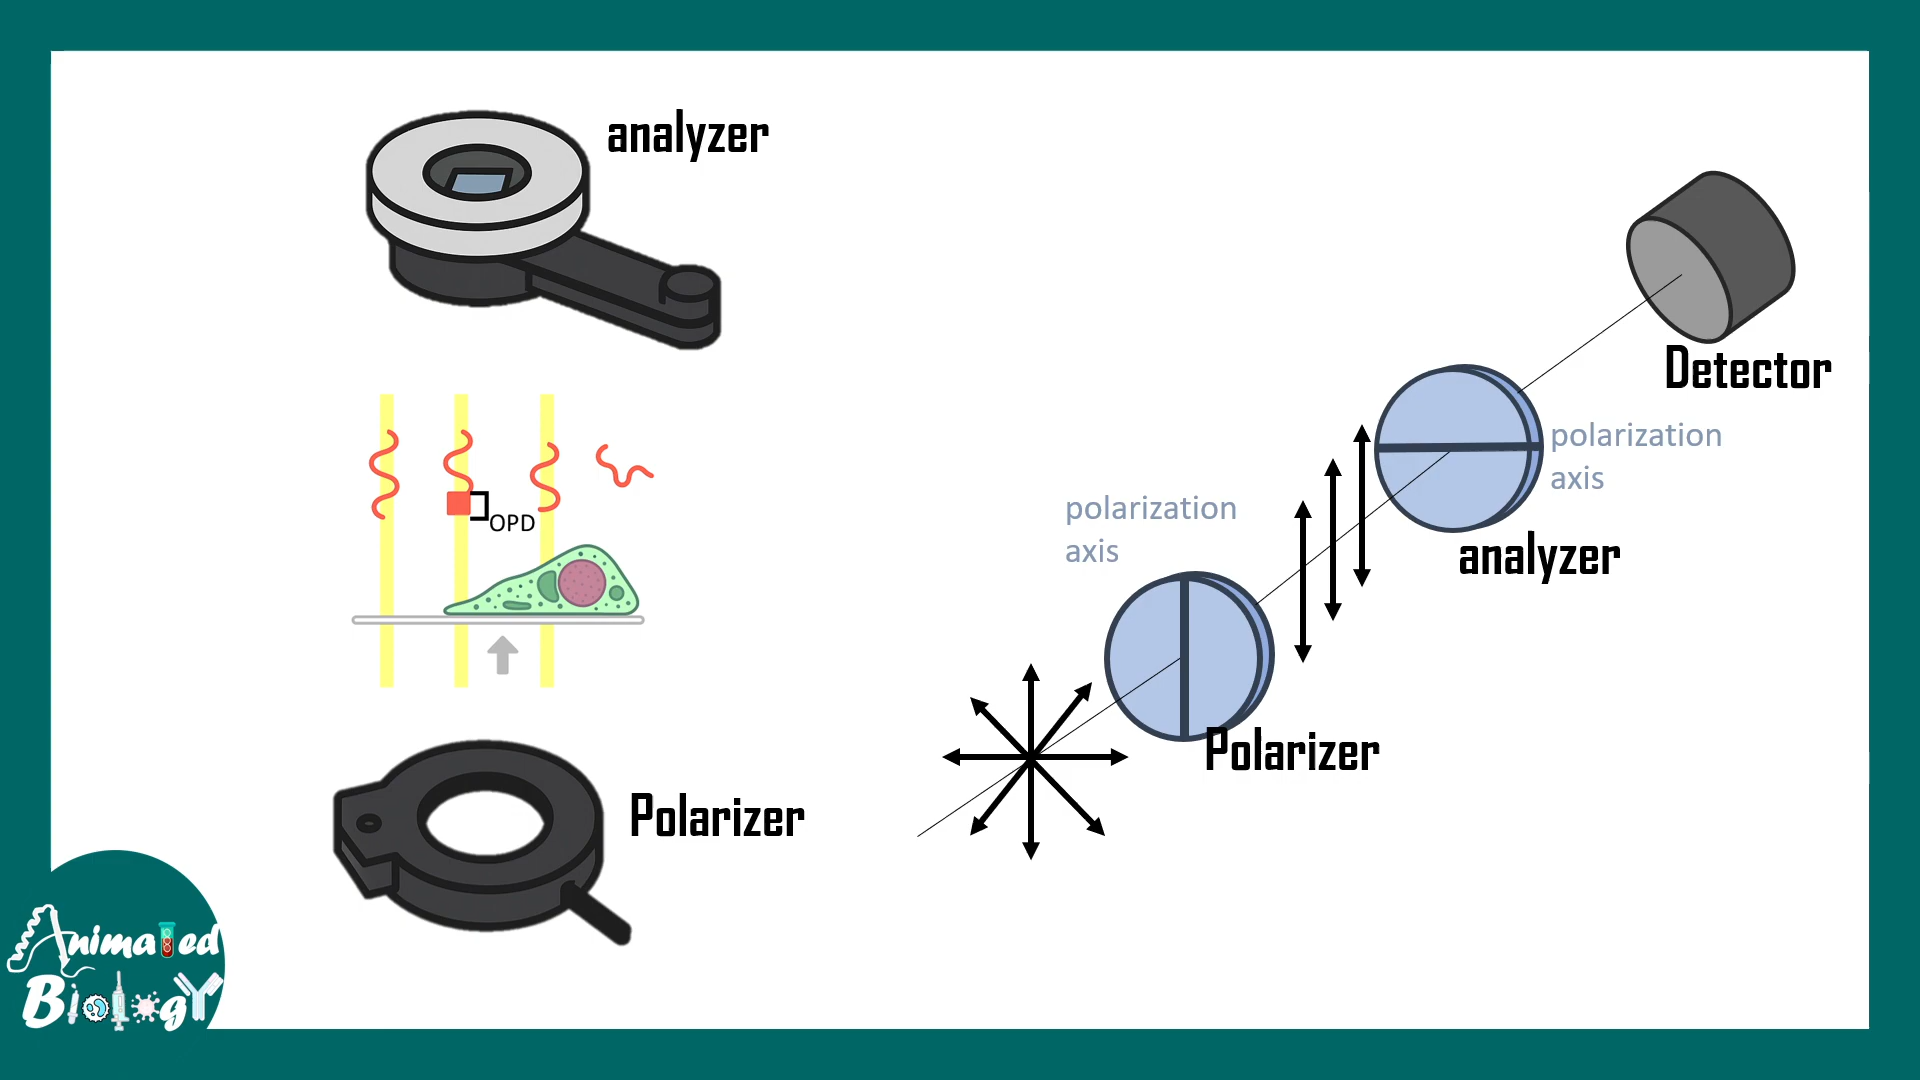 analyzer
OPD
Polarizer
Detector
polarization
axis
analyzer
polarization
axis
Polarizer
Animated
Biology